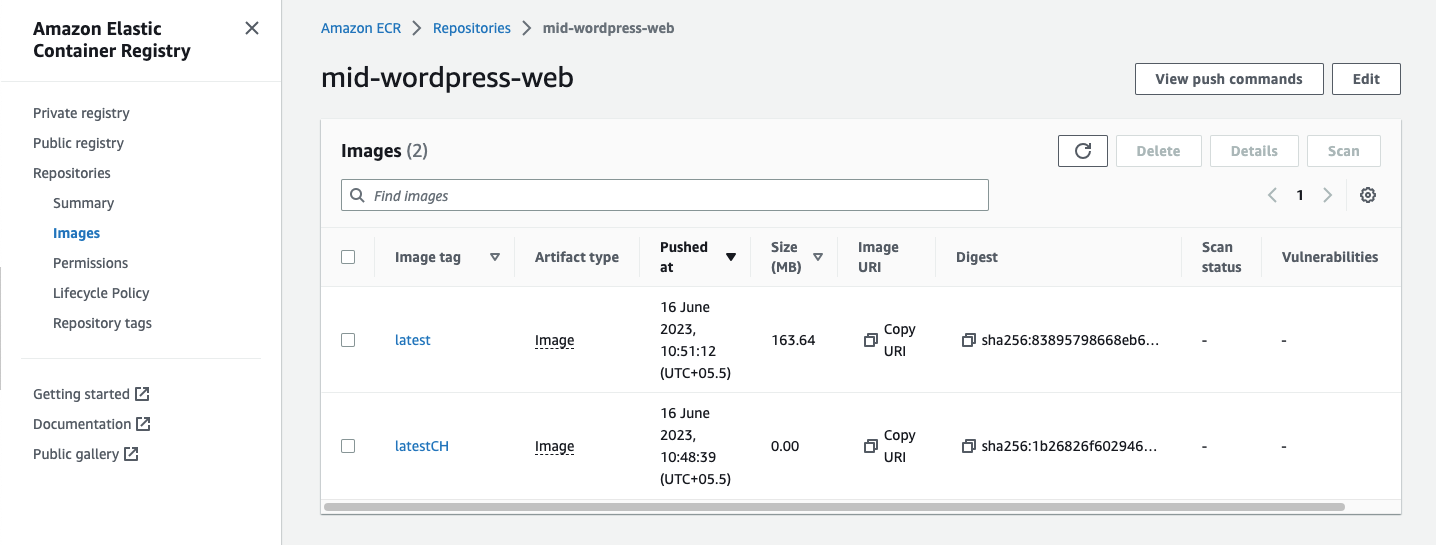 Amazon Elastic
Container Registry
Private registry
Public registry
Repositories
Summary
Images
Permissions
Lifecycle Policy
Repository tags
Getting started
Documentation
Public gallery
Amazon ECR > Repositories > mid-wordpress-web
mid-wordpress-web
View push commands
Edit
Images (2)
Delete
Details
Scan
Find images
1
Image tag
Artifact type
Pushed
at
Size
(MB)
Image
URI
Digest
Scan
status
Vulnerabilities
latest
Image
16 June
2023,
10:51:12
(UTC+05.5)
163.64
Copy
URI
sha256:83895798668eb6...
-
-
latestCH
Image
16 June
2023,
10:48:39
(UTC+05.5)
0.00
Copy
URI
sha256:1b26826f602946...
-
-